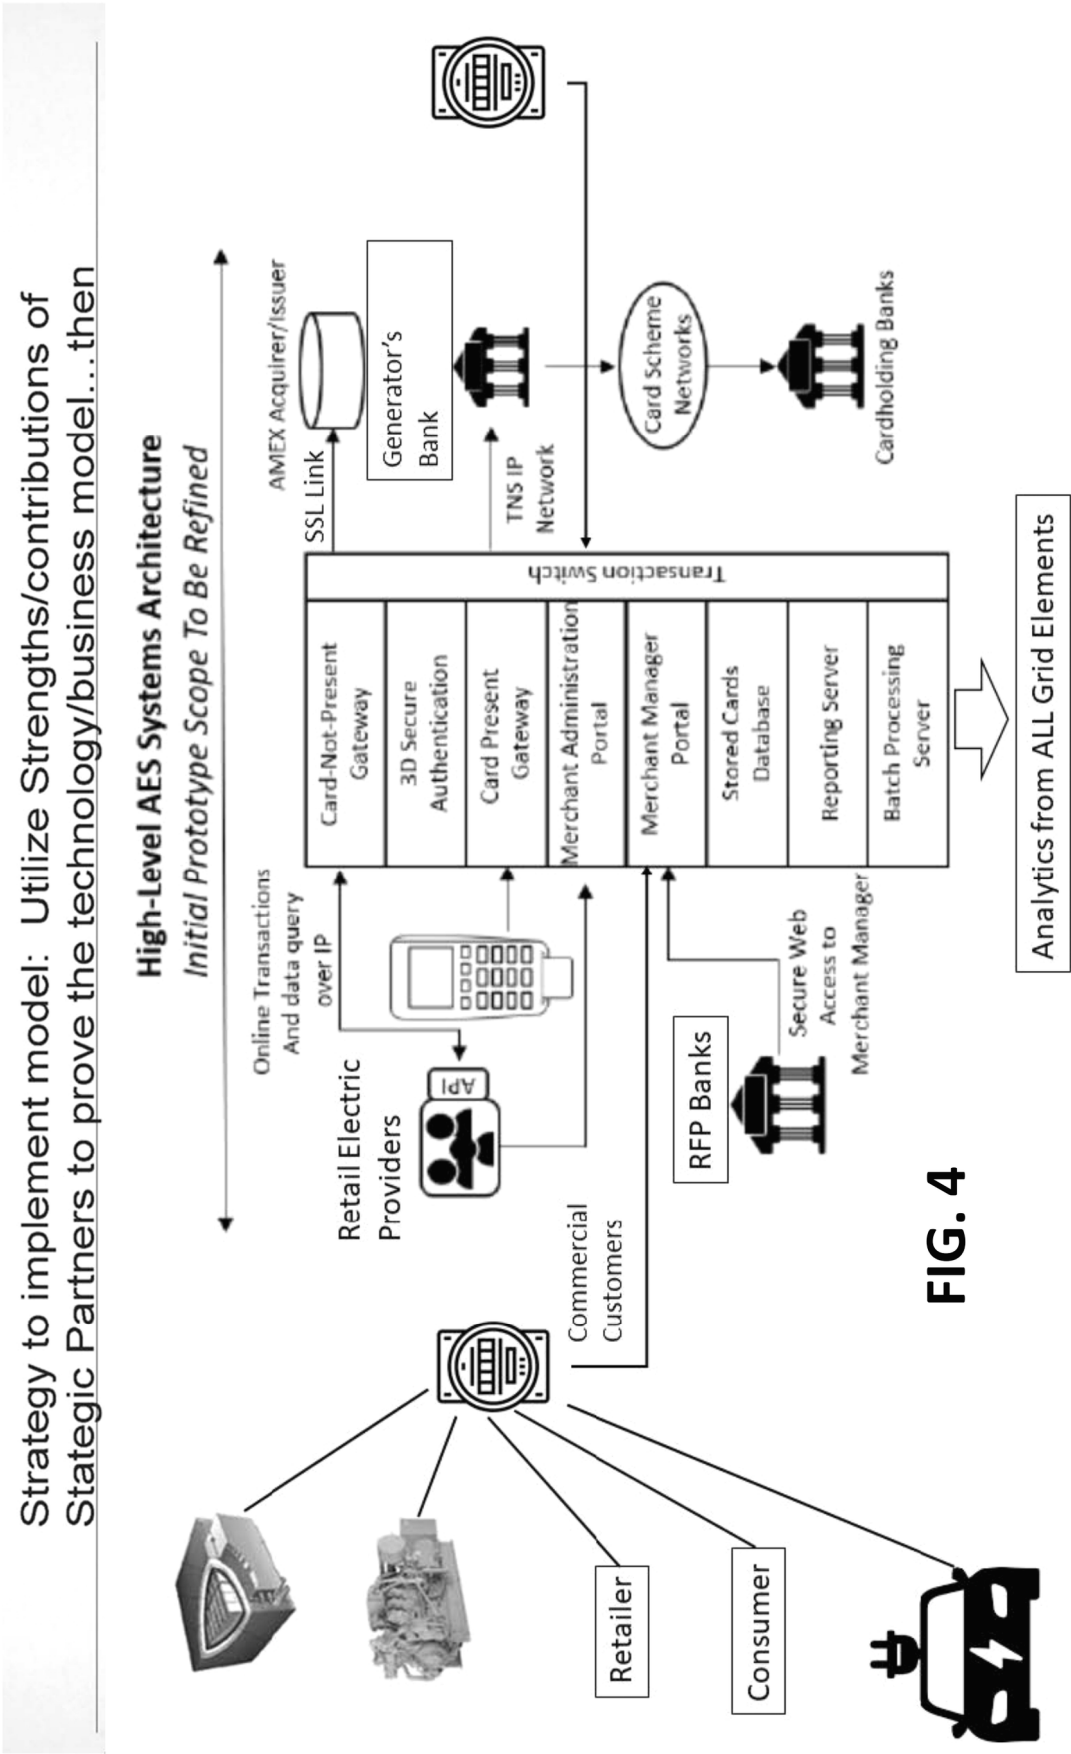 Strategy to implement model:  Utilize Strengths/contributions of
Stategic Partners to prove the technology/business model...then
High-Level AES Systems Architecture
Initial Prototype Scope To Be Refined
Online Transactions
And data query
over IP
Retail Electric
Providers
API
Commercial
Customers
RFP Banks
Secure Web
Access to
Merchant Manager
Retailer
Consumer
Card-Not-Present
Gateway
3D Secure
Authentication
Card Present
Gateway
Merchant Administration
Portal
Merchant Manager
Portal
Stored Cards
Database
Reporting Server
Batch Processing
Server
Transaction Switch
SSL Link
AMEX Acquirer/Issuer
Generator's
Bank
TNS IP
Network
Card Scheme
Networks
Cardholding Banks
Analytics from ALL Grid Elements
FIG. 4